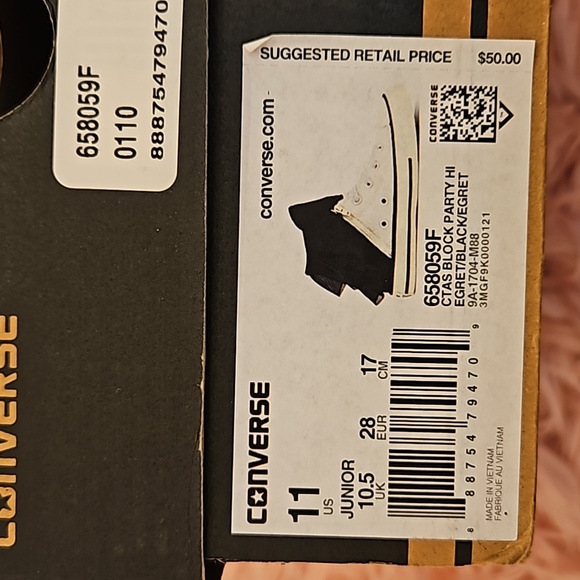 658059F
0110
88875479470
CONVERSE
SUGGESTED RETAIL PRICE $50.00
converse.com
CONVERSE
658059F
CTAS BLOCK PARTY HI
EGRET/BLACK/EGRET
9A-1704-M88
3MGF9K0000121
CONVERSE
11
US
JUNIOR
10.5
UK
28
EUR
17
CM
8 88754 79470 9
MADE IN VIETNAM
FABRIQUE AU VIETNAM